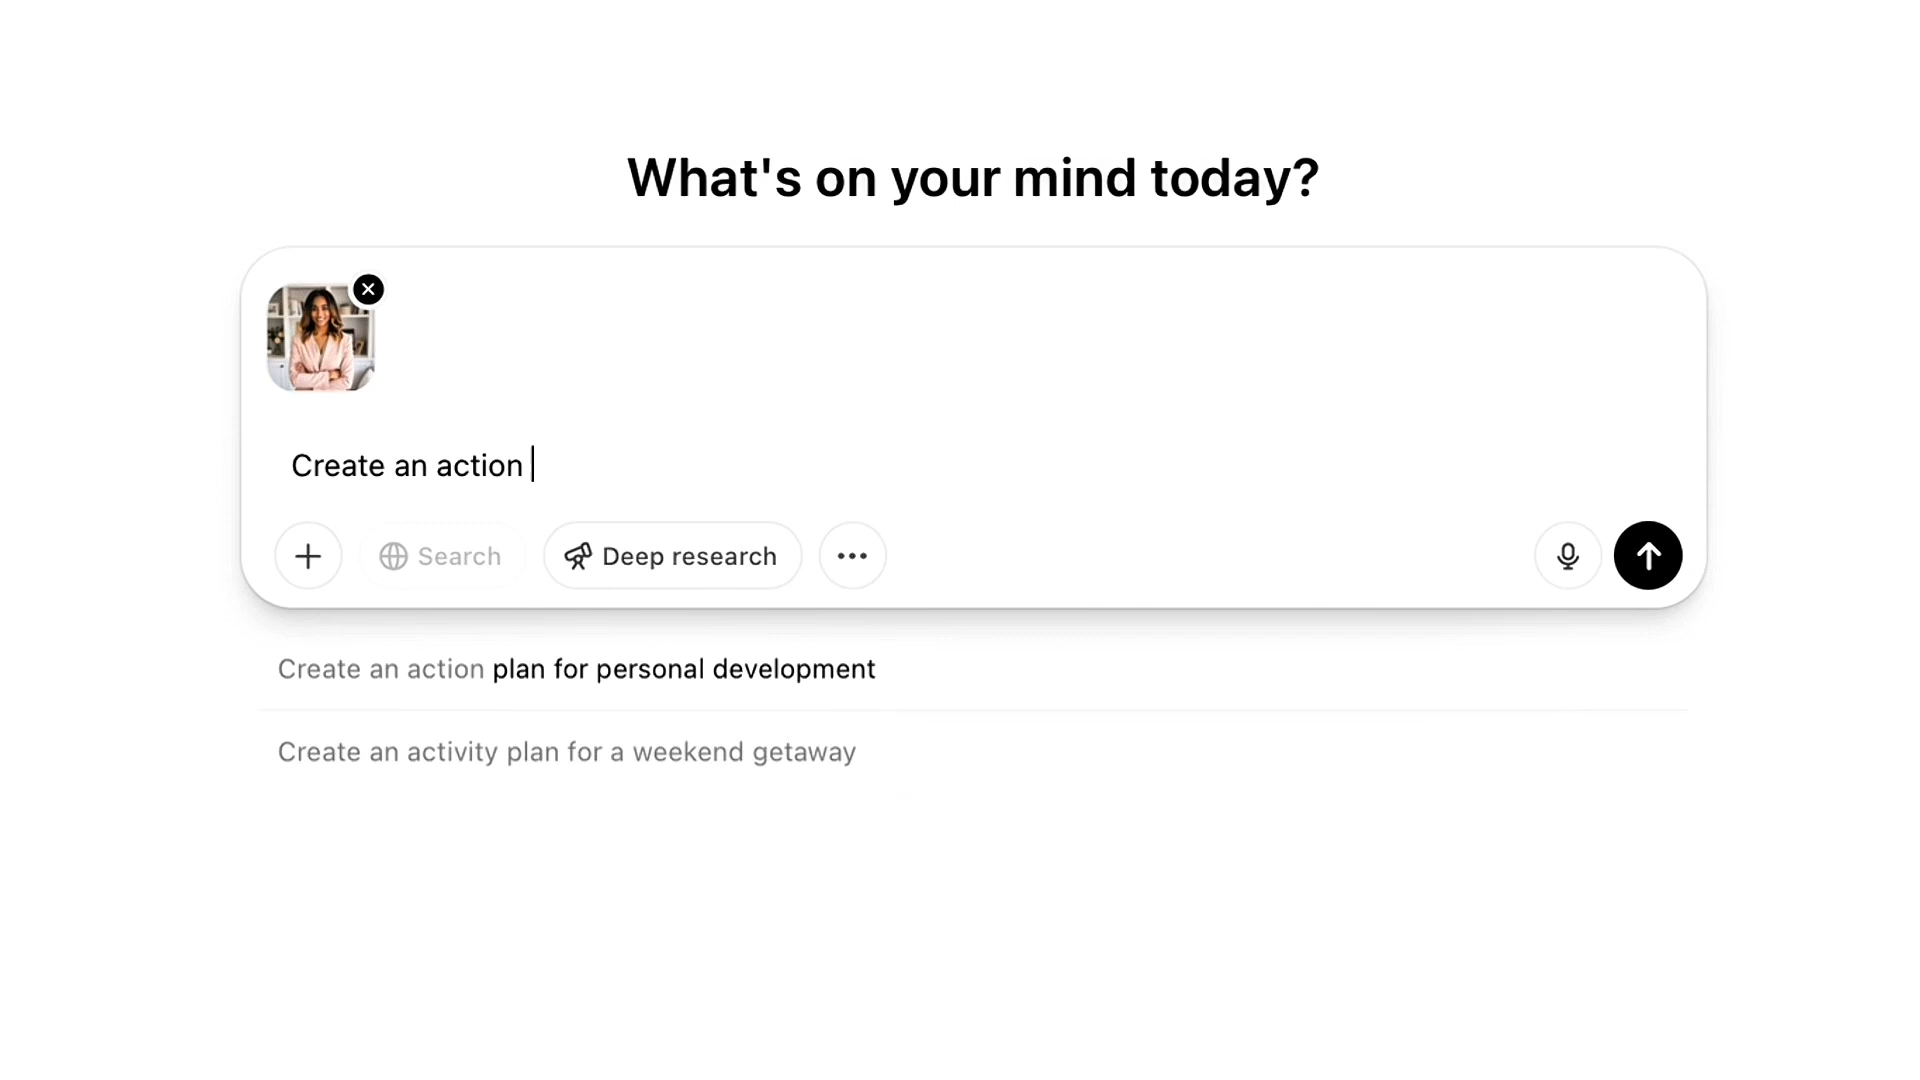 What's on your mind today?
Create an action
Search
Deep research
Create an action plan for personal development
Create an activity plan for a weekend getaway